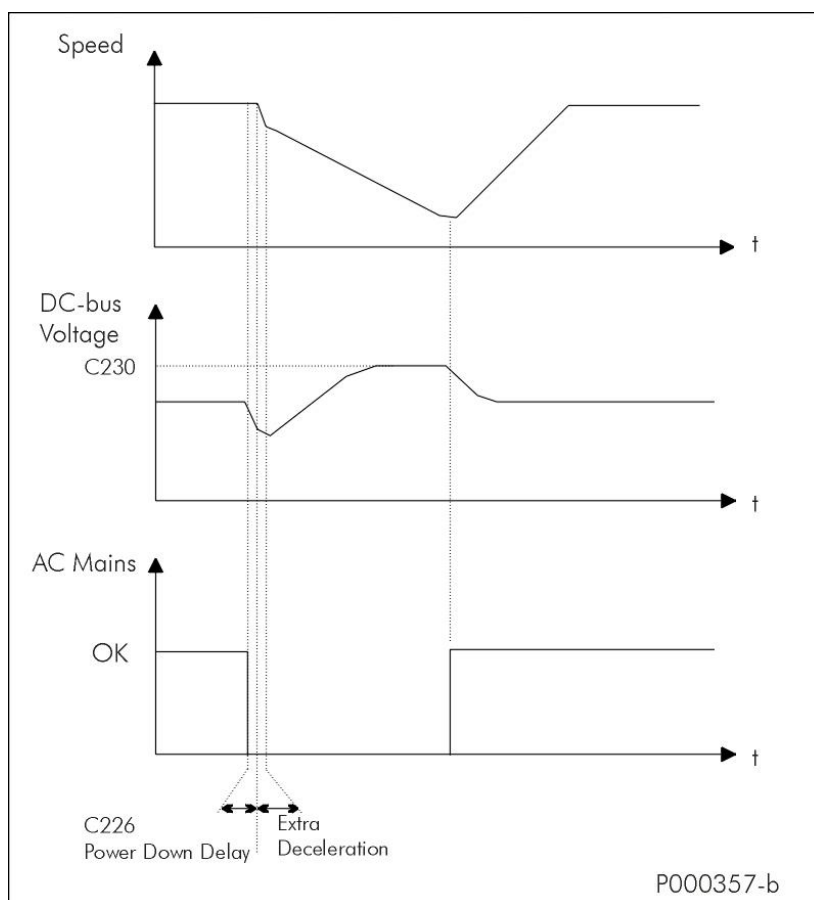 Speed
t
DC-bus
Voltage
C230
t
AC Mains
OK
t
C226
Power Down Delay
Extra
Deceleration
P000357-b